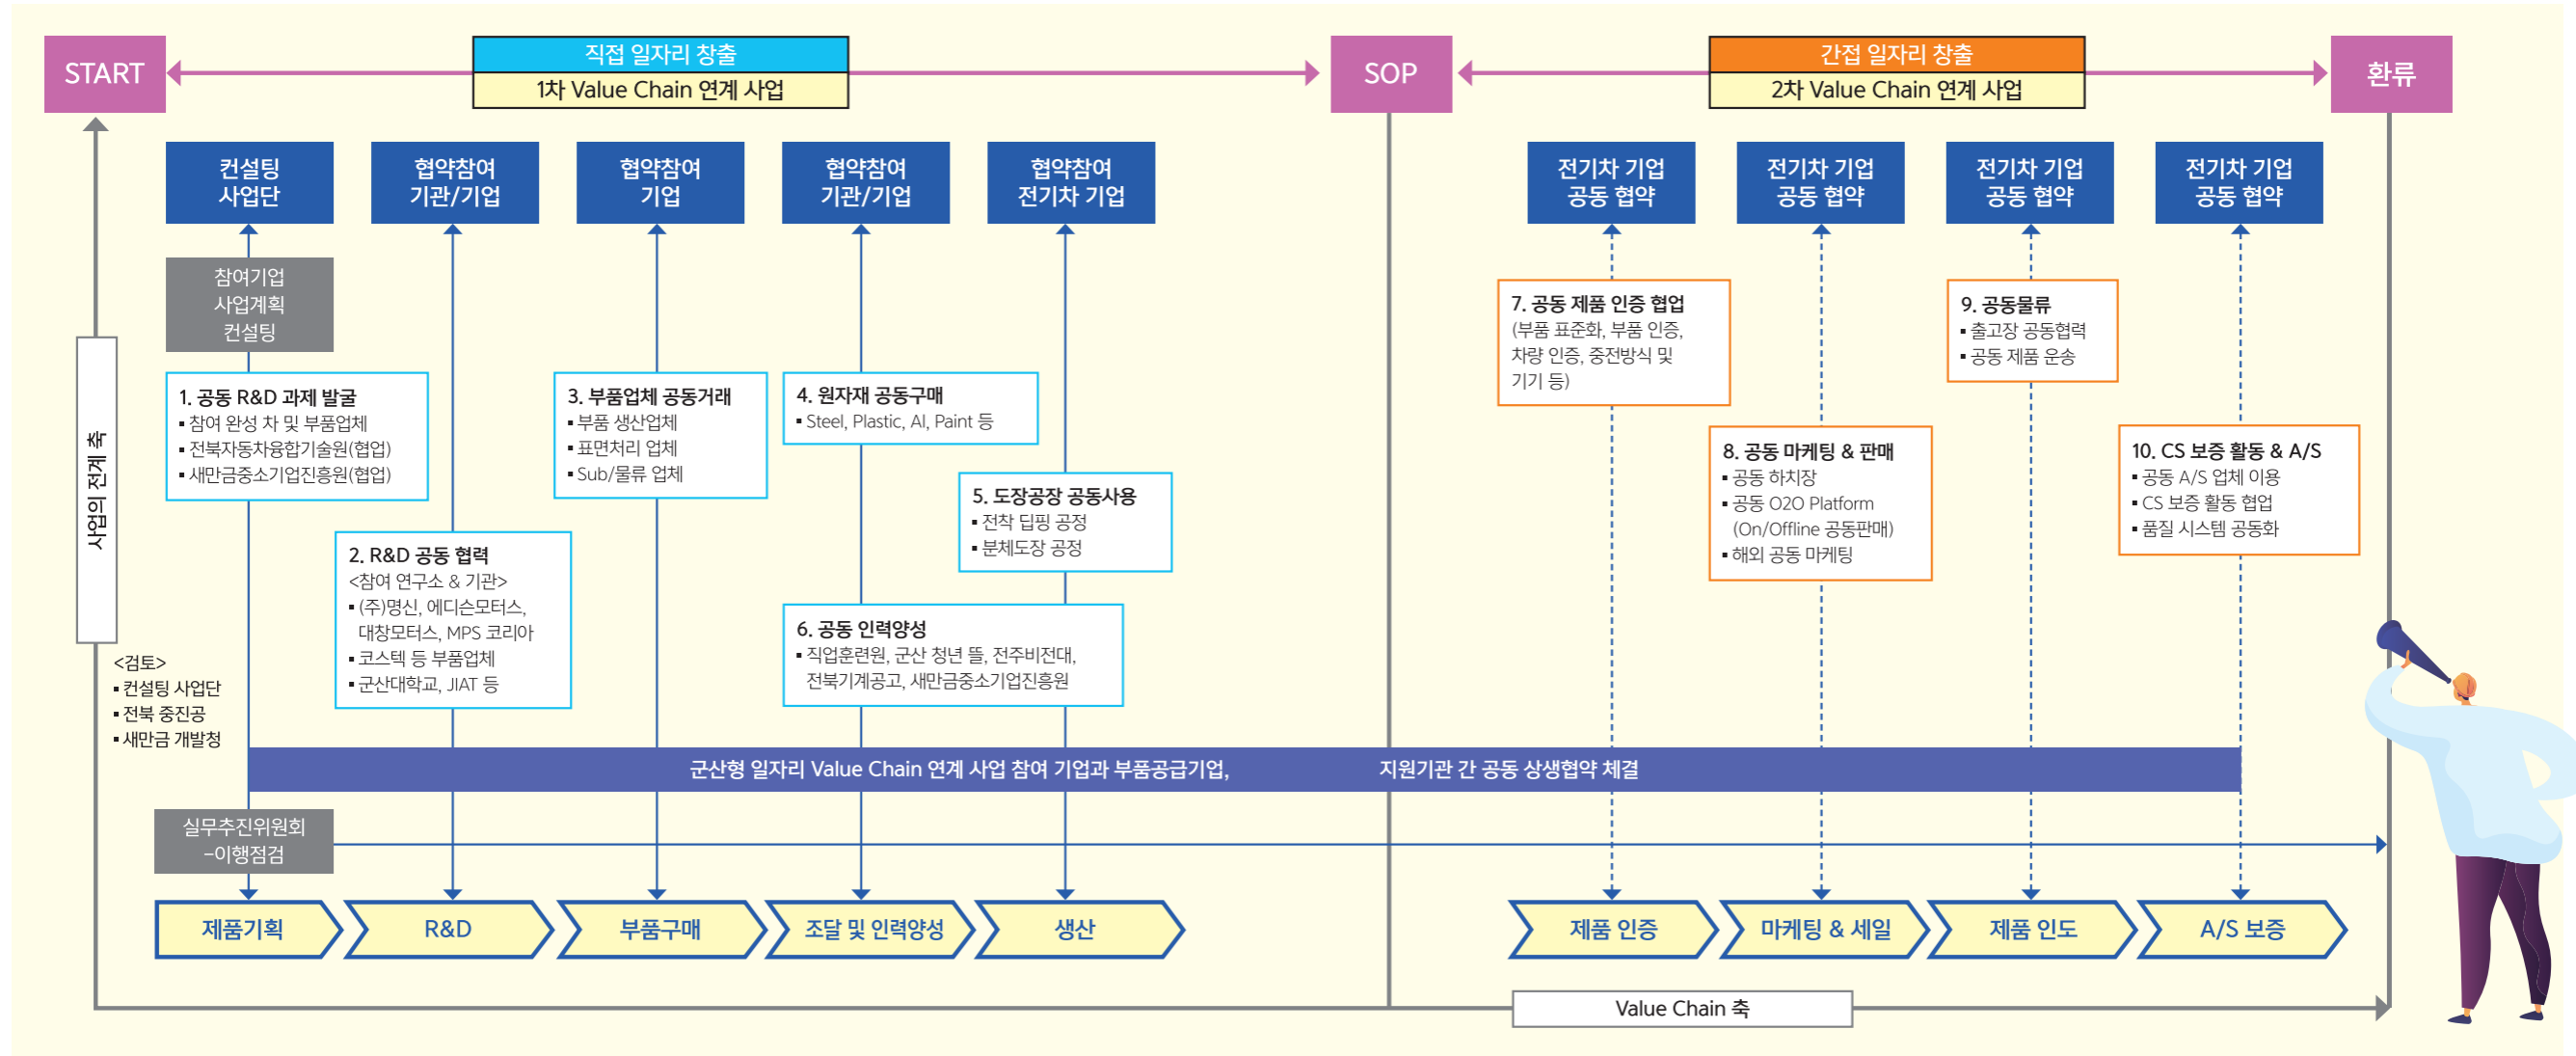 START
직접 일자리 창출
1차 Value Chain 연계 사업
SOP
간접 일자리 창출
2차 Value Chain 연계 사업
환류
컨설팅
사업단
협약참여
기관/기업
협약참여
기업
협약참여
기관/기업
협약참여
전기차 기업
전기차 기업
공동 협약
전기차 기업
공동 협약
전기차 기업
공동 협약
전기차 기업
공동 협약
참여기업
사업계획
컨설팅
1. 공동 R&D 과제 발굴
▪ 참여 완성 차 및 부품업체
▪ 전북자동차융합기술원(협업)
▪ 새만금중소기업진흥원(협업)
2. R&D 공동 협력
<참여 연구소 & 기관>
▪ (주)명신, 에디슨모터스,
대창모터스, MPS 코리아
▪ 코스텍 등 부품업체
▪ 군산대학교, JIAT 등
3. 부품업체 공동거래
▪ 부품 생산업체
▪ 표면처리 업체
▪ Sub/물류 업체
4. 원자재 공동구매
▪ Steel, Plastic, Al, Paint 등
5. 도장공장 공동사용
▪ 전착 딥핑 공정
▪ 분체도장 공정
6. 공동 인력양성
▪ 직업훈련원, 군산 청년 뜰, 전주비전대,
전북기계공고, 새만금중소기업진흥원
7. 공동 제품 인증 협업
(부품 표준화, 부품 인증,
차량 인증, 충전방식 및
기기 등)
8. 공동 마케팅 & 판매
▪ 공동 하치장
▪ 공동 O2O Platform
(On/Offline 공동판매)
▪ 해외 공동 마케팅
9. 공동물류
▪ 출고장 공동협력
▪ 공동 제품 운송
10. CS 보증 활동 & A/S
▪ 공동 A/S 업체 이용
▪ CS 보증 활동 협업
▪ 품질 시스템 공동화
사업의 전계 축
<검토>
▪ 컨설팅 사업단
▪ 전북 중진공
▪ 새만금 개발청
군산형 일자리 Value Chain 연계 사업 참여 기업과 부품공급기업, 지원기관 간 공동 상생협약 체결
실무추진위원회
-이행점검
제품기획
R&D
부품구매
조달 및 인력양성
생산
제품 인증
마케팅 & 세일
제품 인도
A/S 보증
Value Chain 축